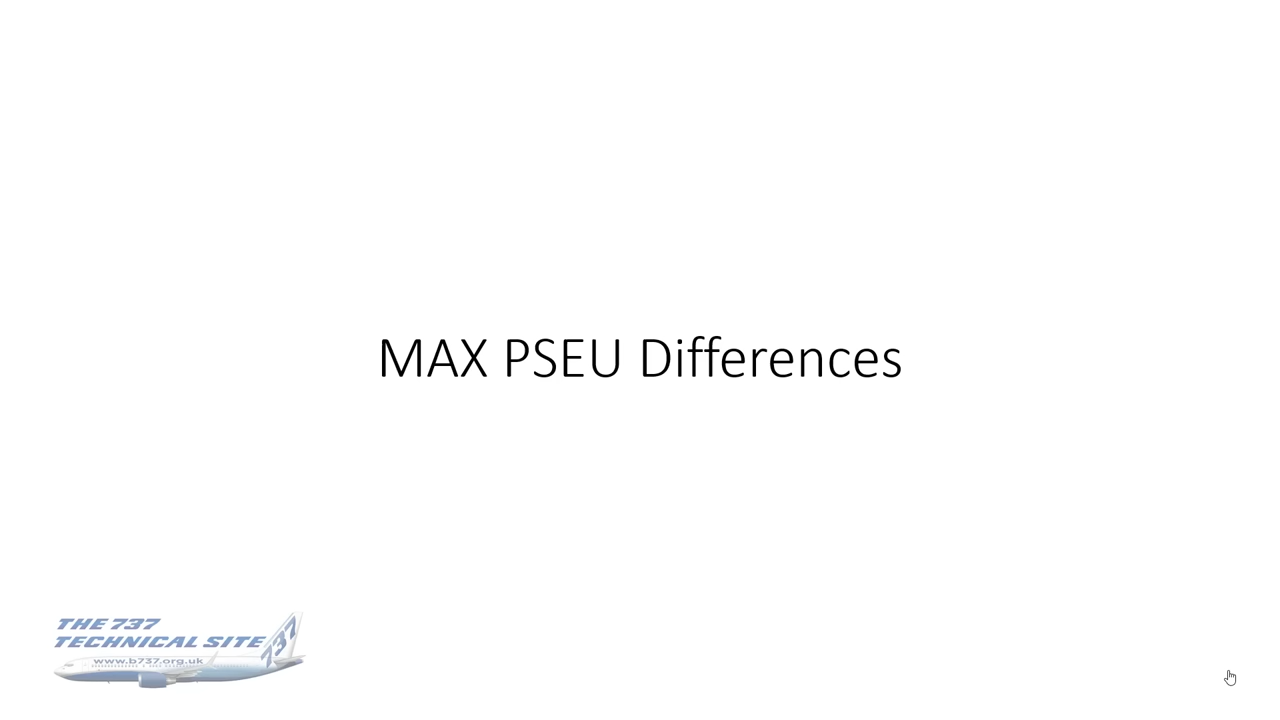 MAX PSEU Differences
THE 737
TECHNICAL SITE
www.b737.org.uk
737